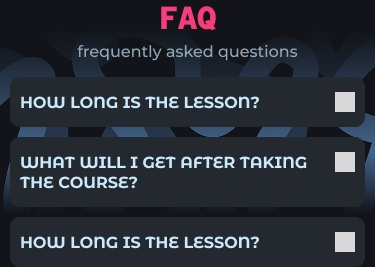 FAQ
frequently asked questions
HOW LONG IS THE LESSON?
WHAT WILL I GET AFTER TAKING
THE COURSE?
HOW LONG IS THE LESSON?